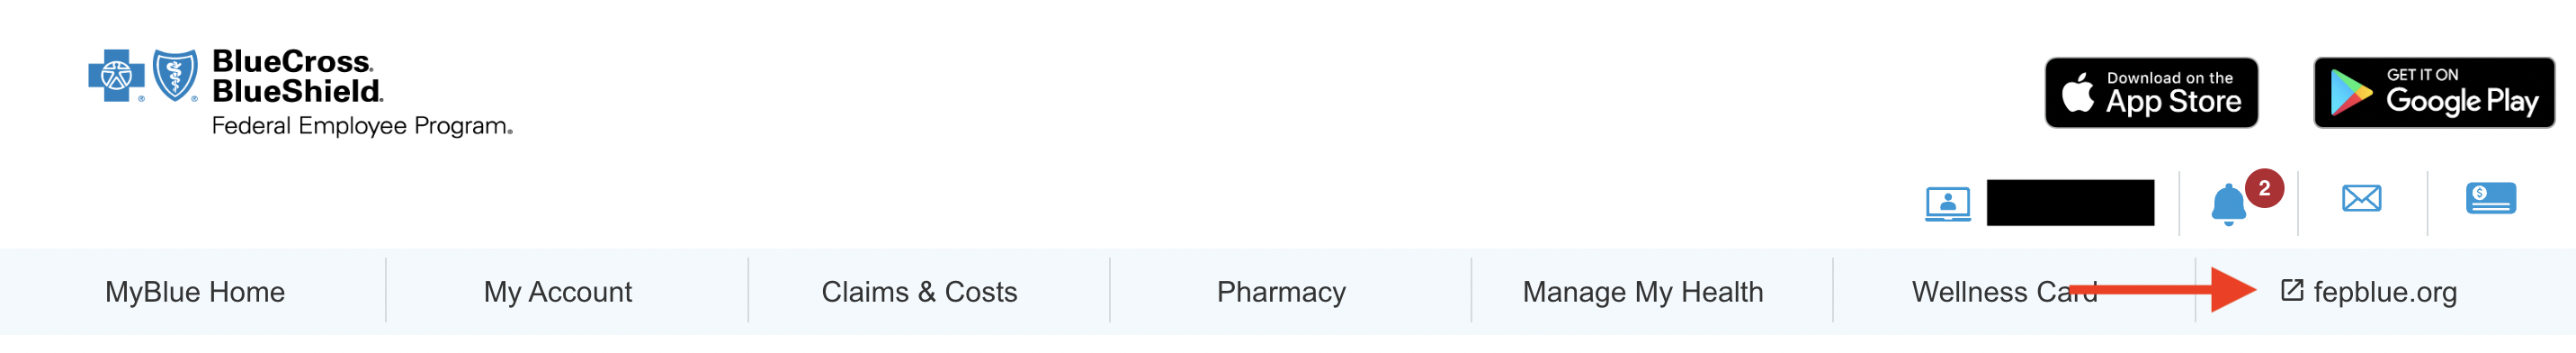 BlueCross®
BlueShield®
Federal Employee Program®
Download on the
App Store
GET IT ON
Google Play
2
MyBlue Home
My Account
Claims & Costs
Pharmacy
Manage My Health
Wellness Card
fepblue.org